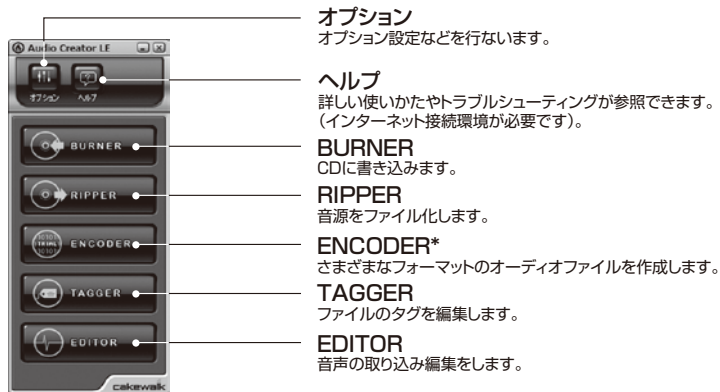 オプション
オプション設定などを行ないます。
Audio Creator LE
オプション
ヘルプ
ヘルプ
詳しい使いかたやトラブルシューティングが参照できます。
(インターネット接続環境が必要です)。
BURNER
BURNER
CDに書き込みます。
RIPPER
RIPPER
音源をファイル化します。
ENCODER
ENCODER*
さまざまなフォーマットのオーディオファイルを作成します。
TAGGER
TAGGER
ファイルのタグを編集します。
EDITOR
EDITOR
音声の取り込み編集をします。
cakewalk